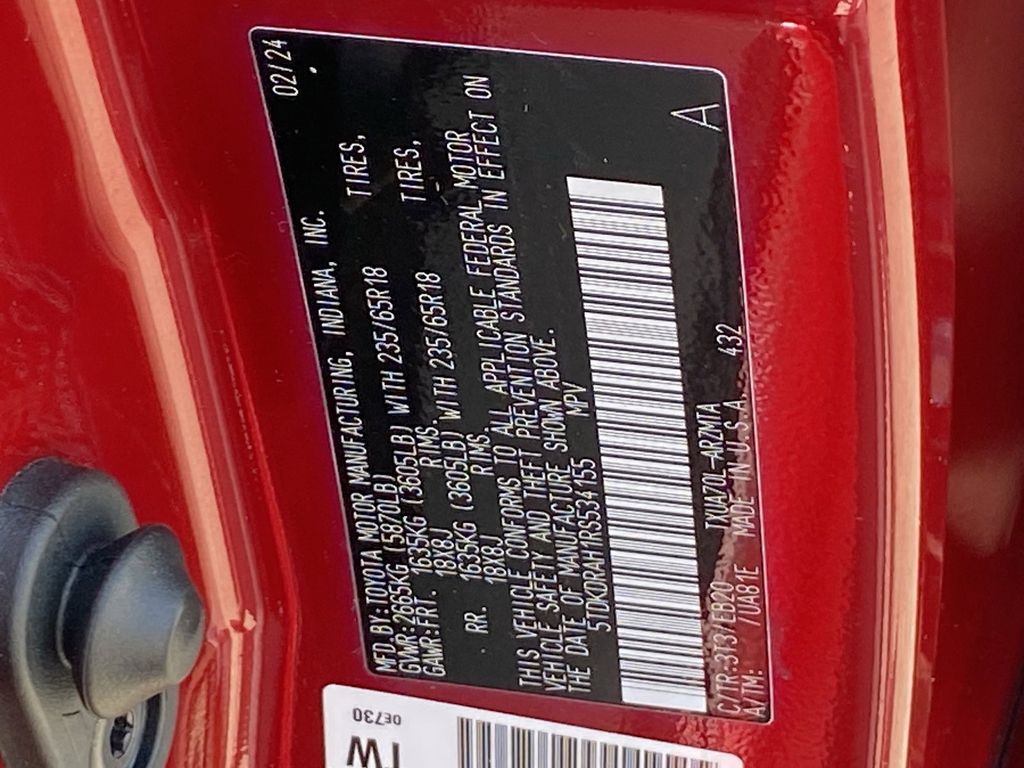 MFD.BY:TOYOTA MOTOR MANUFACTURING, INDIANA, INC. 02/24
GVWR:2665KG (5870LB)
GAWR:FRT. 1635KG (3605LB) WITH 235/65R18 TIRES,
18X8J RIMS.
RR. 1635KG (3605LB) WITH 235/65R18 TIRES,
18X8J RIMS.
THIS VEHICLE CONFORMS TO ALL APPLICABLE FEDERAL MOTOR
VEHICLE SAFETY AND THEFT PREVENTION STANDARDS IN EFFECT ON
THE DATE OF MANUFACTURE SHOWN ABOVE.
5TDKDRAH7RS534155 MPV
C/TR:3T3/EB20 TXUA70L-ARZMTA A
A/TM: /UA81E MADE IN U.S.A. 432
0E730
TW